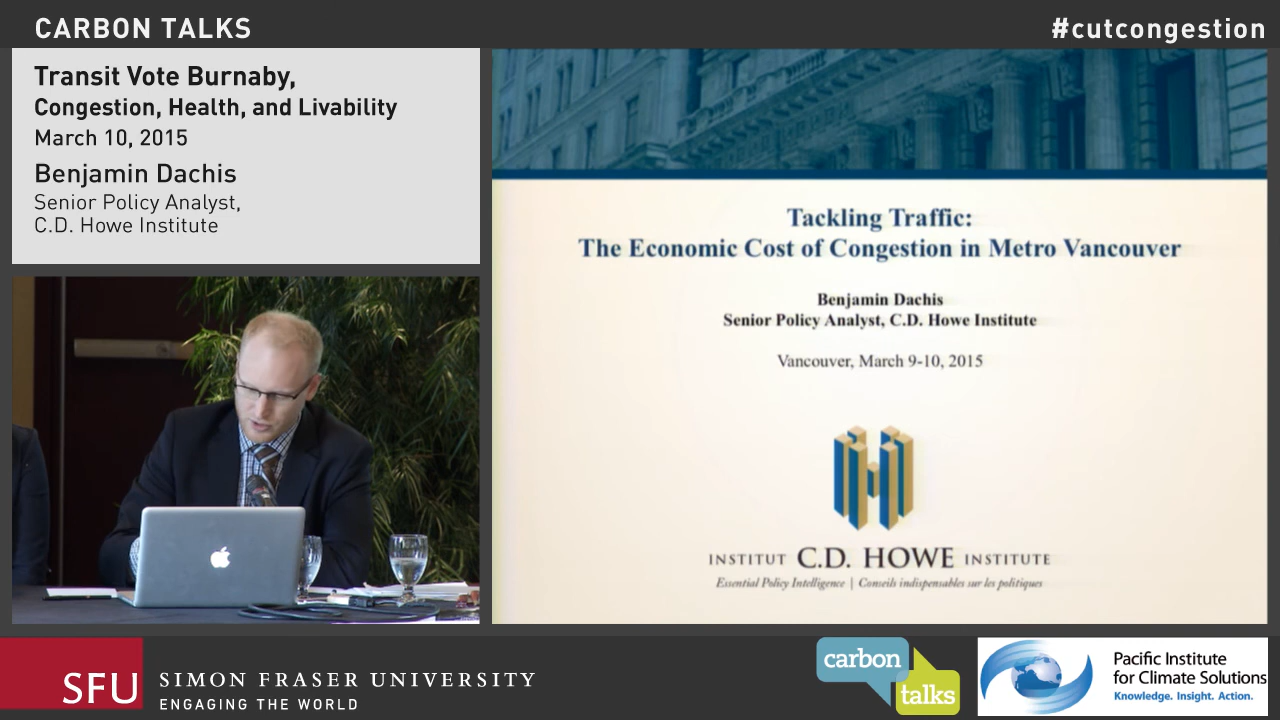 CARBON TALKS
#cutcongestion
Transit Vote Burnaby,
Congestion, Health, and Livability
March 10, 2015
Benjamin Dachis
Senior Policy Analyst,
C.D. Howe Institute
Tackling Traffic:
The Economic Cost of Congestion in Metro Vancouver
Benjamin Dachis
Senior Policy Analyst, C.D. Howe Institute
Vancouver, March 9-10, 2015
INSTITUT C.D. HOWE INSTITUTE
Essential Policy Intelligence | Conseils indispensables sur les politiques
SFU
SIMON FRASER UNIVERSITY
ENGAGING THE WORLD
carbon
talks
Pacific Institute
for Climate Solutions
Knowledge. Insight. Action.